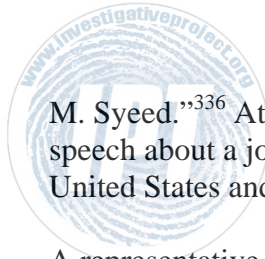 www.investigativeproject.org
IPT
M. Syeed.”336 At
speech about a jo
United States and
A representative